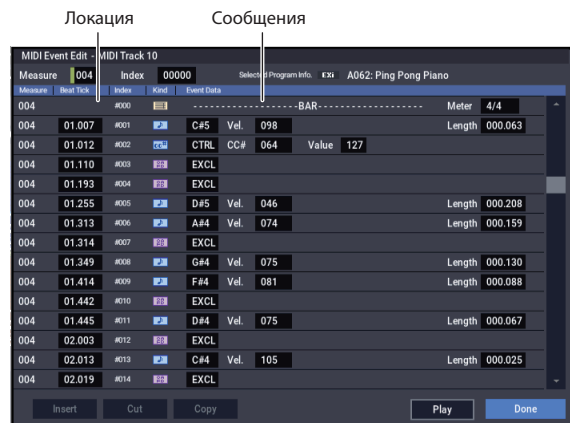 Локация Сообщения
MIDI Event Edit - MIDI Track 10
Measure 004 Index 00000 Selected Program Info. EXi A062: Ping Pong Piano
Measure Beat Tick Index Kind Event Data
004 #000 --------------------BAR-------------------- Meter 4/4
004 01.007 #001 C#5 Vel. 098 Length 000.063
004 01.012 #002 CTRL CC# 064 Value 127
004 01.110 #003 EXCL
004 01.193 #004 EXCL
004 01.255 #005 D#5 Vel. 046 Length 000.208
004 01.313 #006 A#4 Vel. 074 Length 000.159
004 01.314 #007 EXCL
004 01.349 #008 G#4 Vel. 075 Length 000.130
004 01.414 #009 F#4 Vel. 081 Length 000.088
004 01.442 #010 EXCL
004 01.445 #011 D#4 Vel. 075 Length 000.067
004 02.003 #012 EXCL
004 02.013 #013 C#4 Vel. 105 Length 000.025
004 02.019 #014 EXCL
Insert Cut Copy Play Done